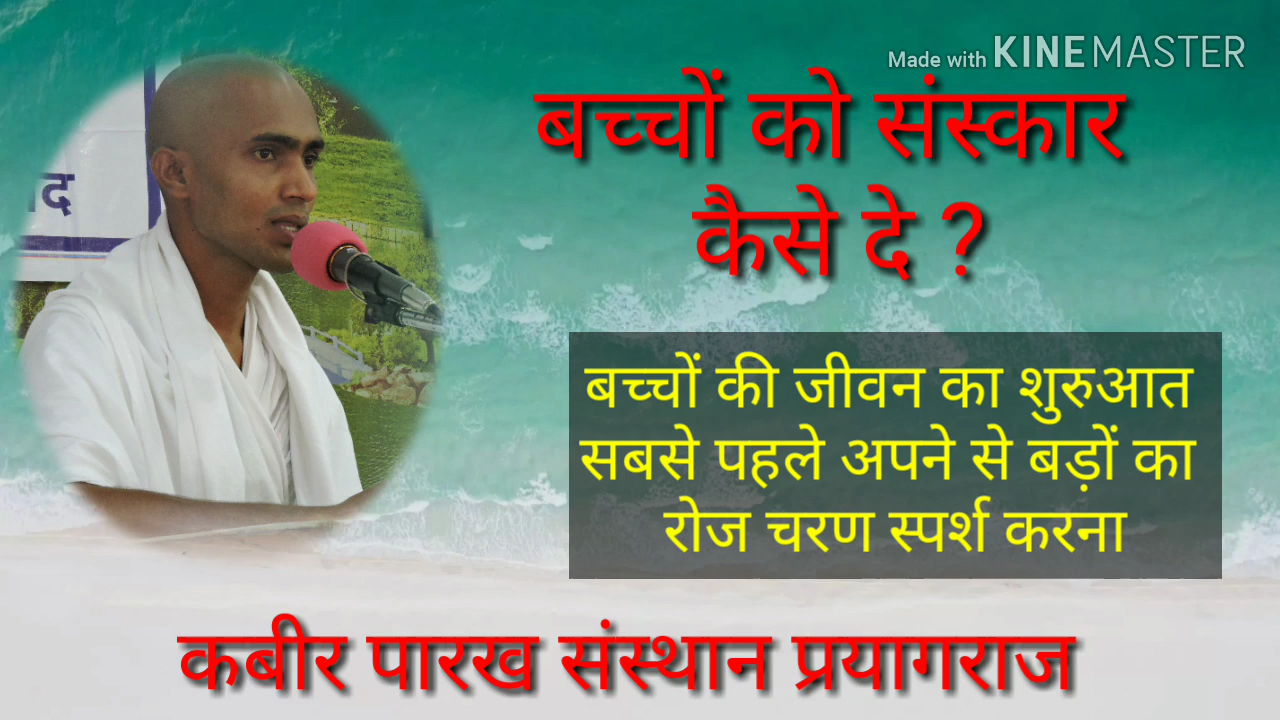 Made with KINEMASTER
बच्चों को संस्कार
कैसे दे ?
बच्चों की जीवन का शुरुआत
सबसे पहले अपने से बड़ों का
रोज चरण स्पर्श करना
कबीर पारख संस्थान प्रयागराज